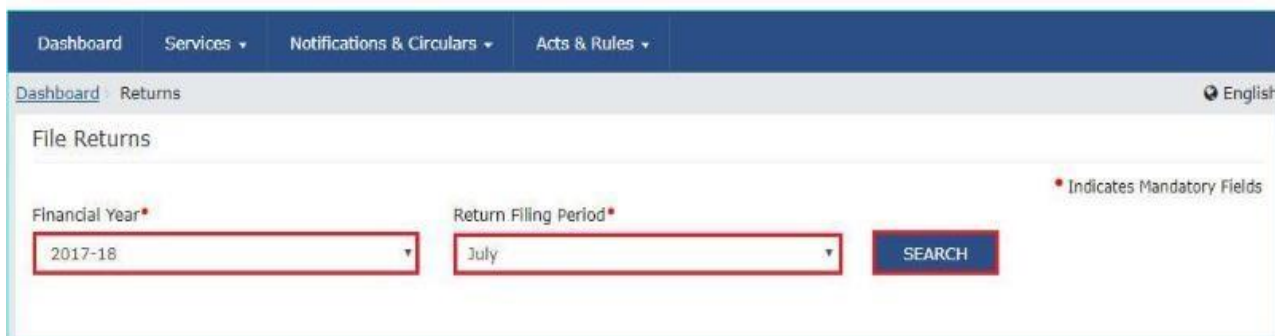 Dashboard Services Notifications & Circulars Acts & Rules
Dashboard Returns English
File Returns
• Indicates Mandatory Fields
Financial Year• Return Filing Period•
2017-18 July SEARCH